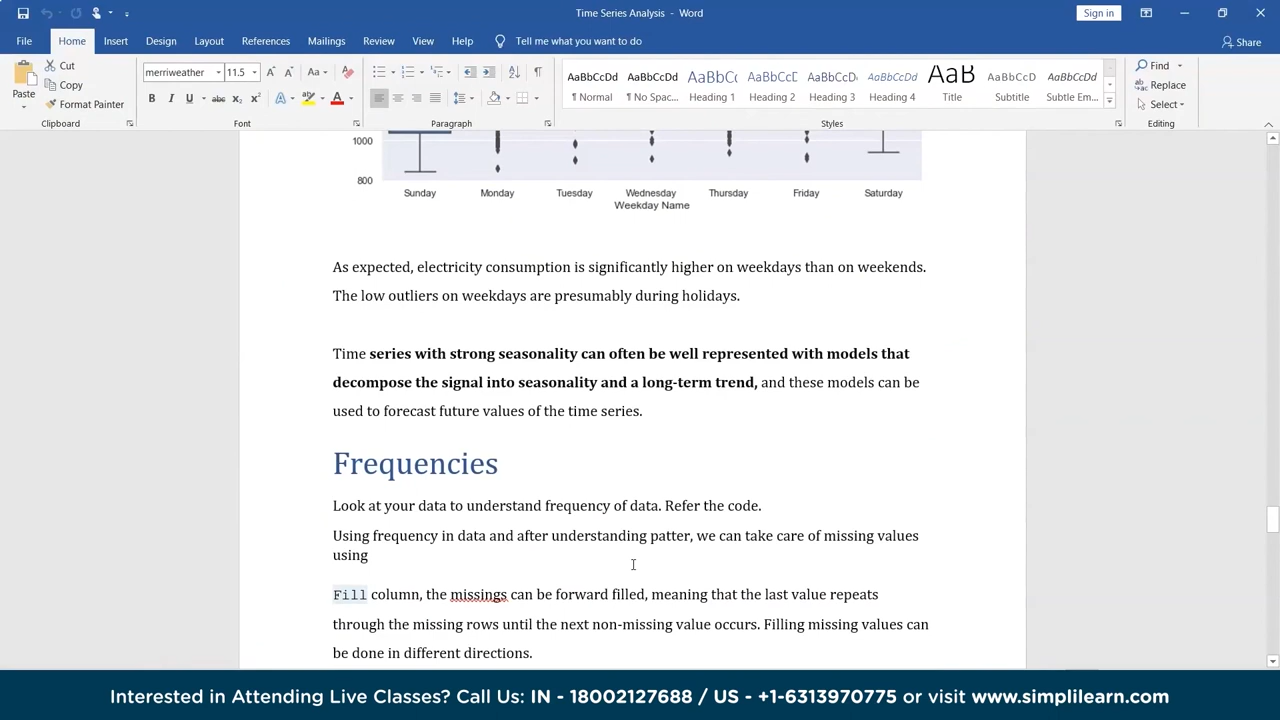 Time Series Analysis - Word
Sign in
File Home Insert Design Layout References Mailings Review View Help Tell me what you want to do
Share
Paste
Cut
Copy
Format Painter
Clipboard
merriweather 11.5
Font
Paragraph
AaBbCcDd
¶ Normal
AaBbCcDd
¶ No Spac...
AaBbCc
Heading 1
AaBbCcD
Heading 2
AaBbCcD
Heading 3
AaBbCcDd
Heading 4
AaB
Title
AaBbCcDd
Subtitle
AaBbCcDd
Subtle Em...
Styles
Find
Replace
Select
Editing
1000
800
Sunday Monday Tuesday Wednesday Thursday Friday Saturday
Weekday Name
As expected, electricity consumption is significantly higher on weekdays than on weekends.
The low outliers on weekdays are presumably during holidays.
Time series with strong seasonality can often be well represented with models that
decompose the signal into seasonality and a long-term trend, and these models can be
used to forecast future values of the time series.
Frequencies
Look at your data to understand frequency of data. Refer the code.
Using frequency in data and after understanding patter, we can take care of missing values
using
Fill column, the missings can be forward filled, meaning that the last value repeats
through the missing rows until the next non-missing value occurs. Filling missing values can
be done in different directions.
Interested in Attending Live Classes? Call Us: IN - 18002127688 / US - +1-6313970775 or visit www.simplilearn.com